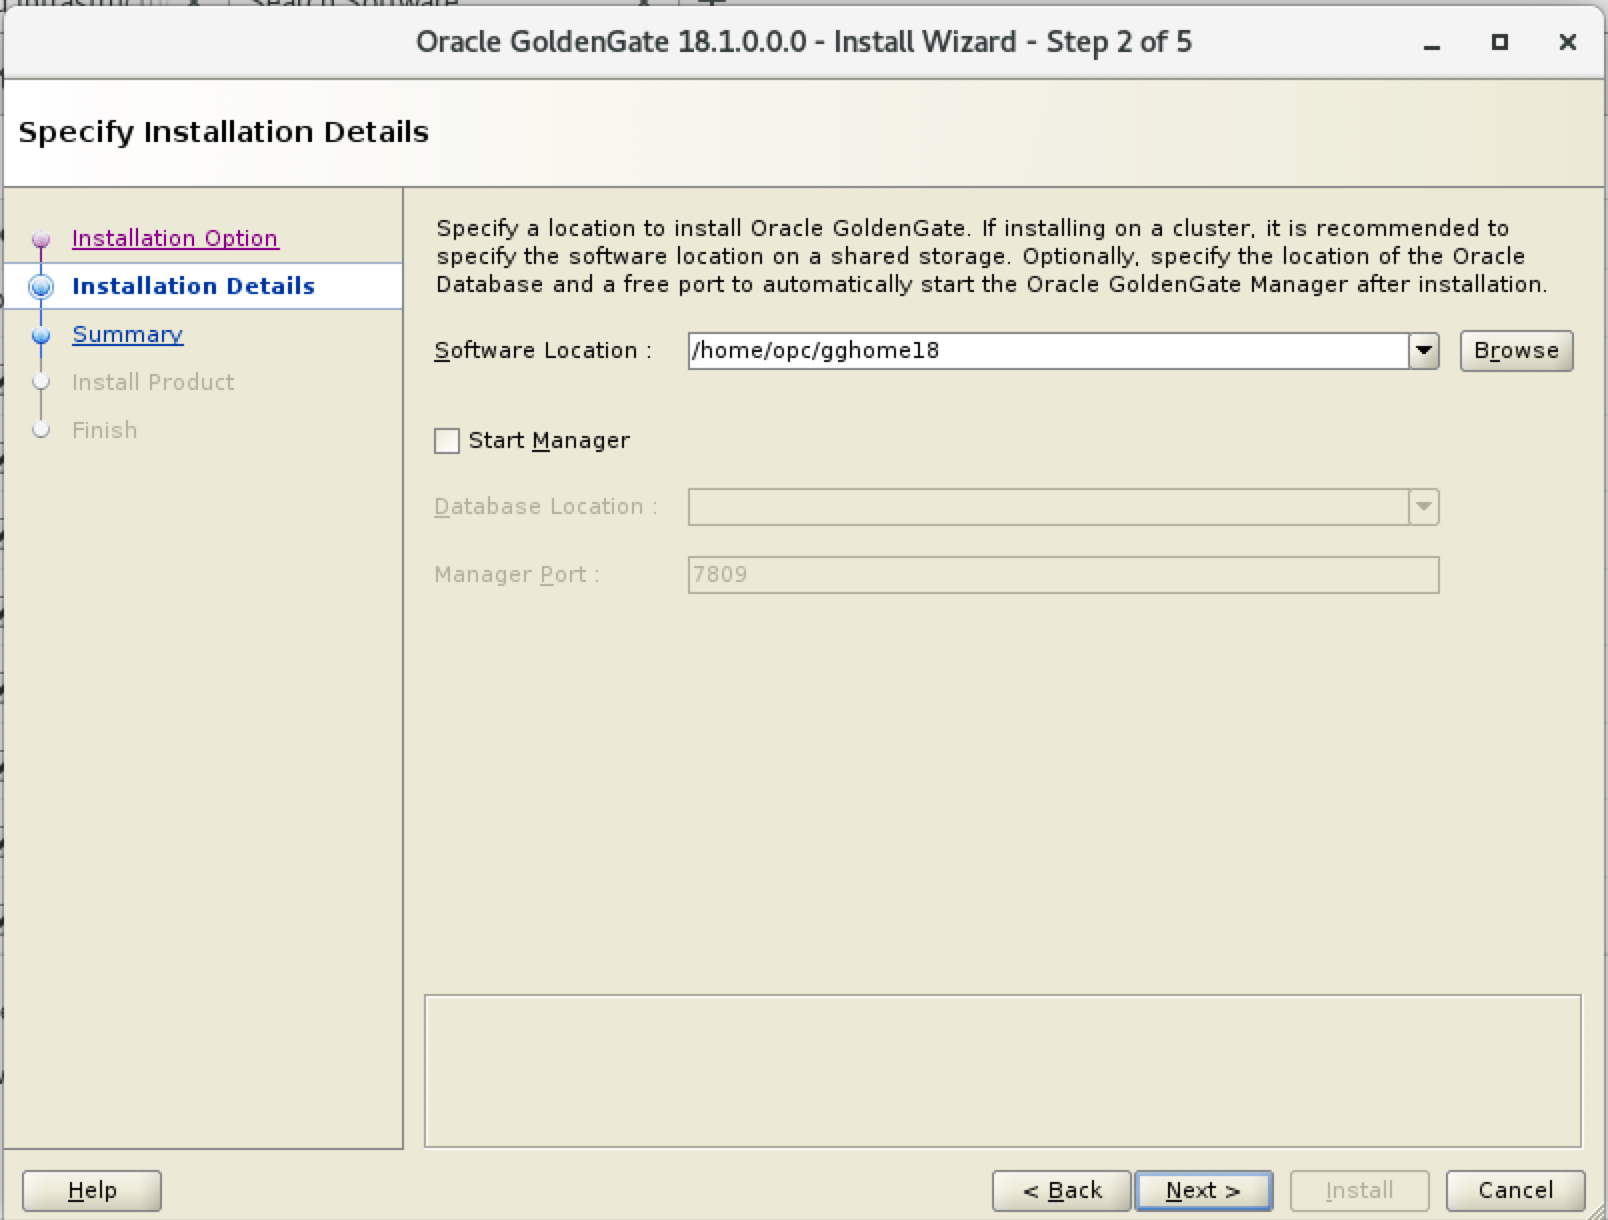 Search Software
Oracle GoldenGate 18.1.0.0.0 - Install Wizard - Step 2 of 5
Specify Installation Details
Installation Option
Installation Details
Summary
Install Product
Finish
Specify a location to install Oracle GoldenGate. If installing on a cluster, it is recommended to
specify the software location on a shared storage. Optionally, specify the location of the Oracle
Database and a free port to automatically start the Oracle GoldenGate Manager after installation.
Software Location : /home/opc/gghome18 Browse
Start Manager
Database Location :
Manager Port : 7809
Help < Back Next > Install Cancel